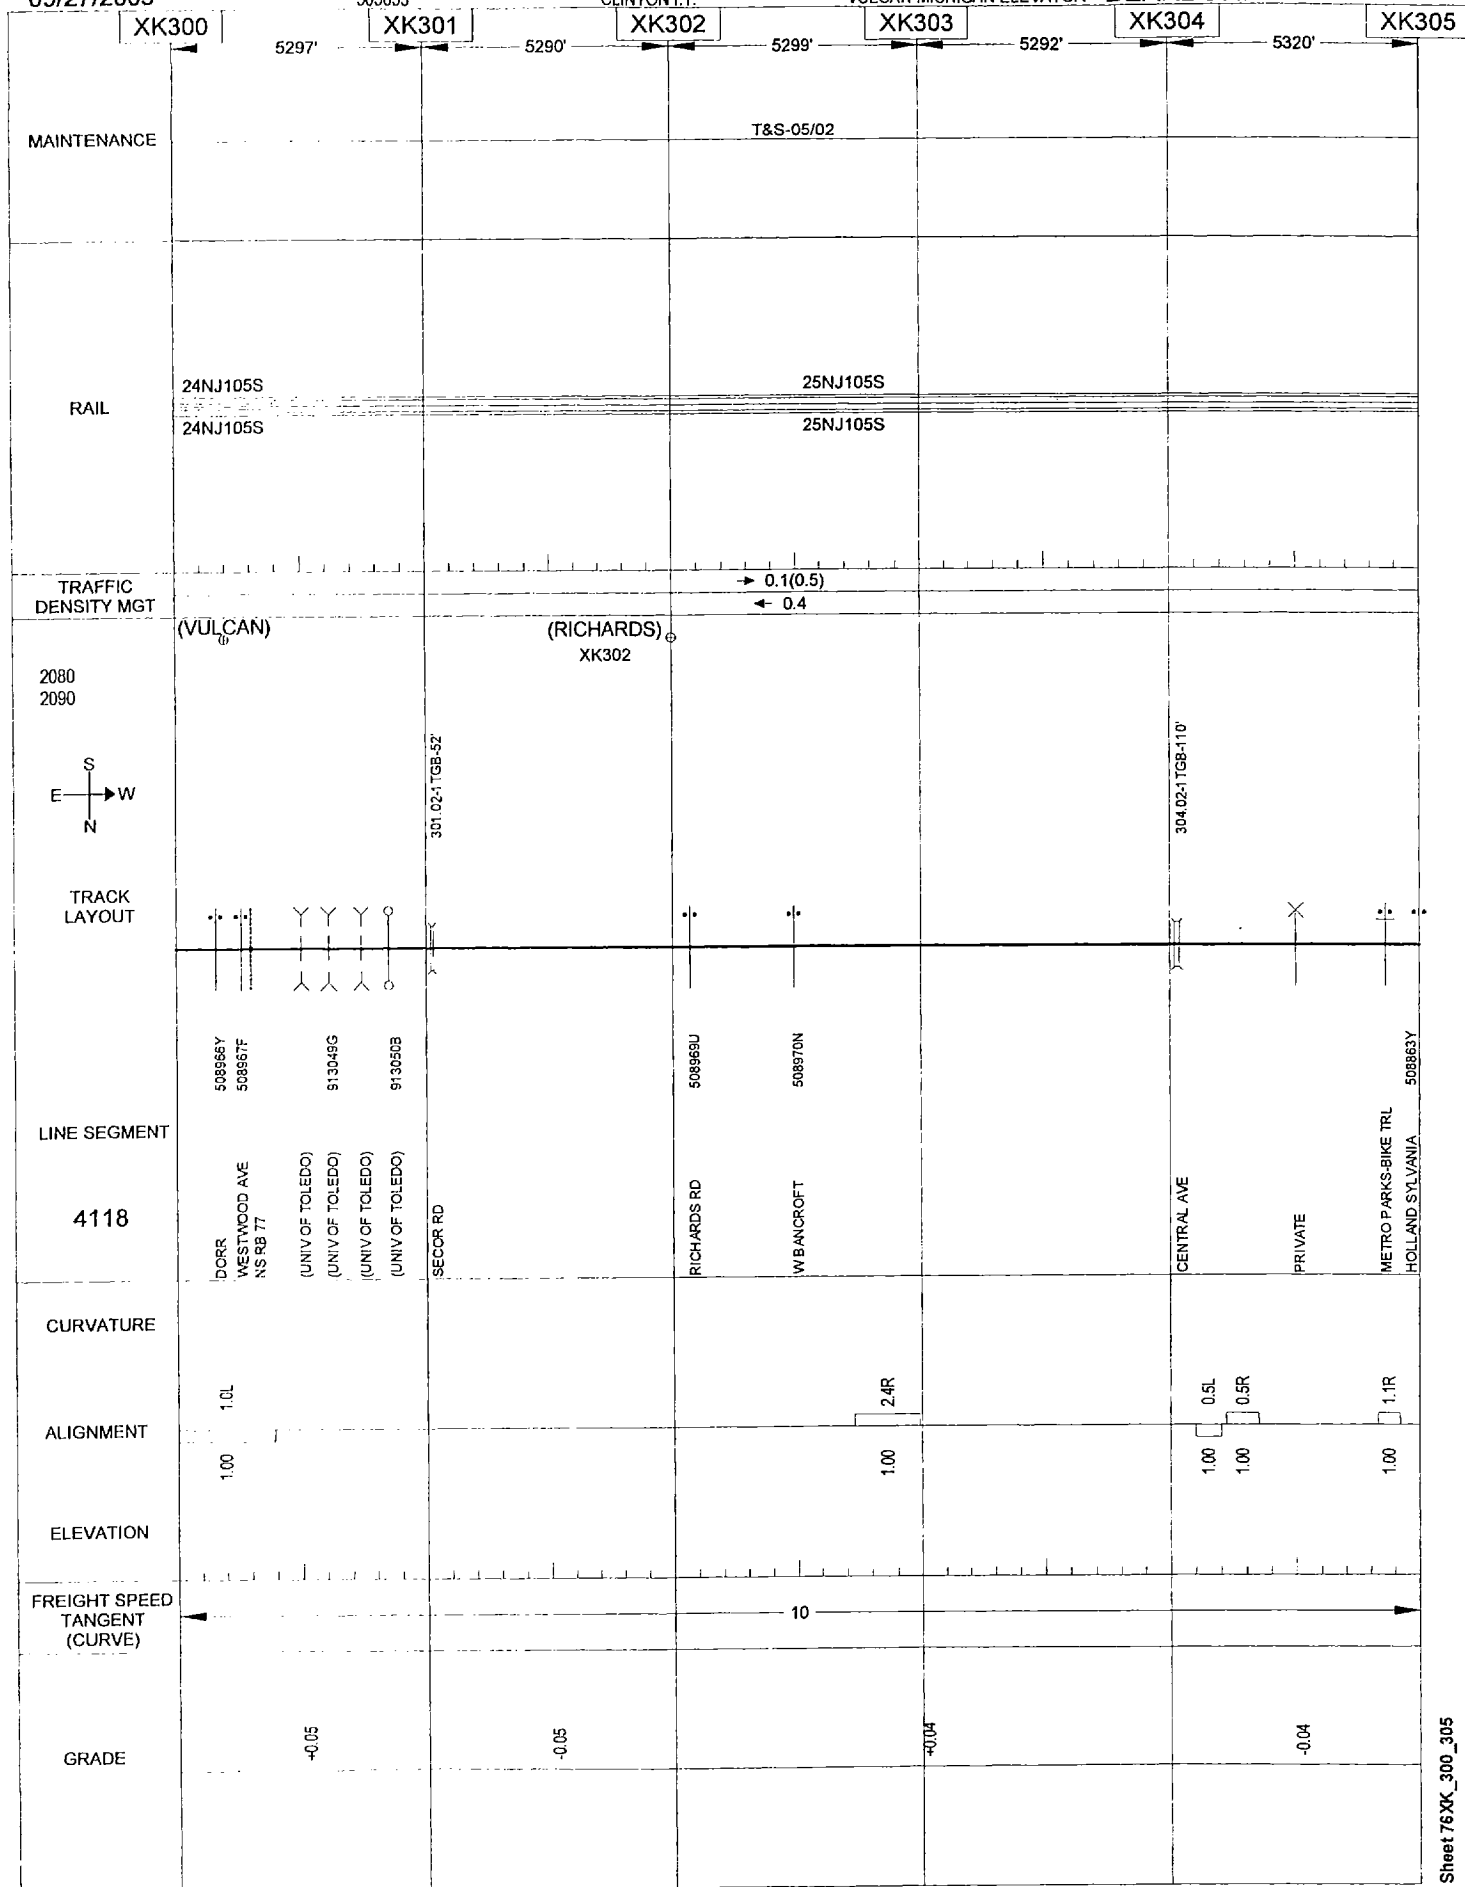 XK300
XK301
XK302
XK303
XK304
XK305
5297'
5290'
5299'
5292'
5320'
MAINTENANCE
T&S-05/02
RAIL
24NJ105S
25NJ105S
24NJ105S
25NJ105S
TRAFFIC
DENSITY MGT
→ 0.1(0.5)
← 0.4
(VULCAN)
(RICHARDS)
XK302
2080
2090
S
E W
N
301.02-1 TGB-52'
304.02-1 TGB-110'
TRACK
LAYOUT
508966Y
508967F
913049G
913050B
508969U
508970N
508863Y
LINE SEGMENT
4118
DORR
WESTWOOD AVE
NS RB 77
(UNIV OF TOLEDO)
(UNIV OF TOLEDO)
(UNIV OF TOLEDO)
(UNIV OF TOLEDO)
SECOR RD
RICHARDS RD
W BANCROFT
CENTRAL AVE
PRIVATE
METRO PARKS-BIKE TRL
HOLLAND SYLVANIA
CURVATURE
1.0L
2.4R
0.5L
0.5R
1.1R
ALIGNMENT
1.00
1.00
1.00
1.00
1.00
ELEVATION
FREIGHT SPEED
TANGENT
(CURVE)
10
GRADE
+0.05
-0.05
+0.04
-0.04
Sheet 76XK_300_305